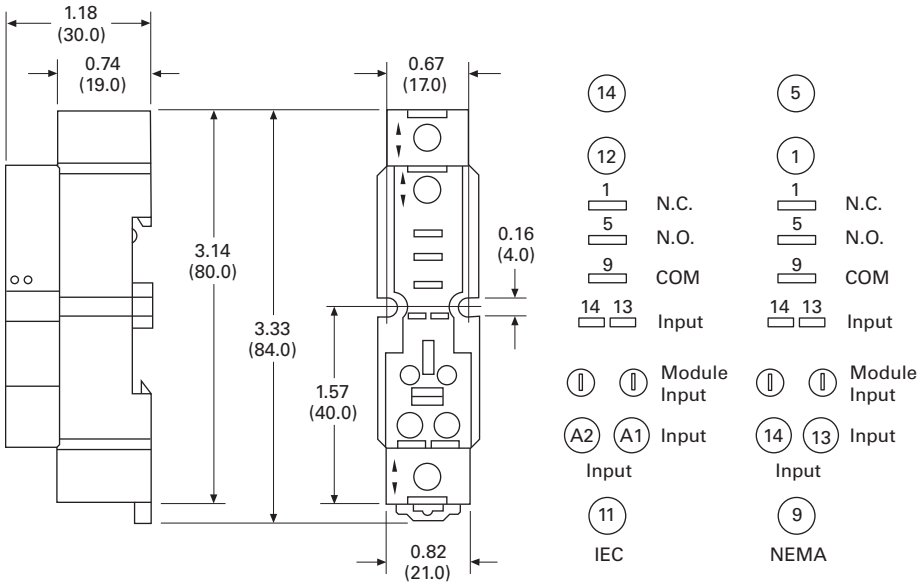 1.18
(30.0)
0.74
(19.0)
3.14
(80.0)
3.33
(84.0)
0.67
(17.0)
0.16
(4.0)
1.57
(40.0)
0.82
(21.0)
14
12
1
N.C.
5
N.O.
9
COM
14 13 Input
Module
Input
A2 A1 Input
Input
11
IEC
5
1
1
N.C.
5
N.O.
9
COM
14 13 Input
Module
Input
14 13 Input
Input
9
NEMA